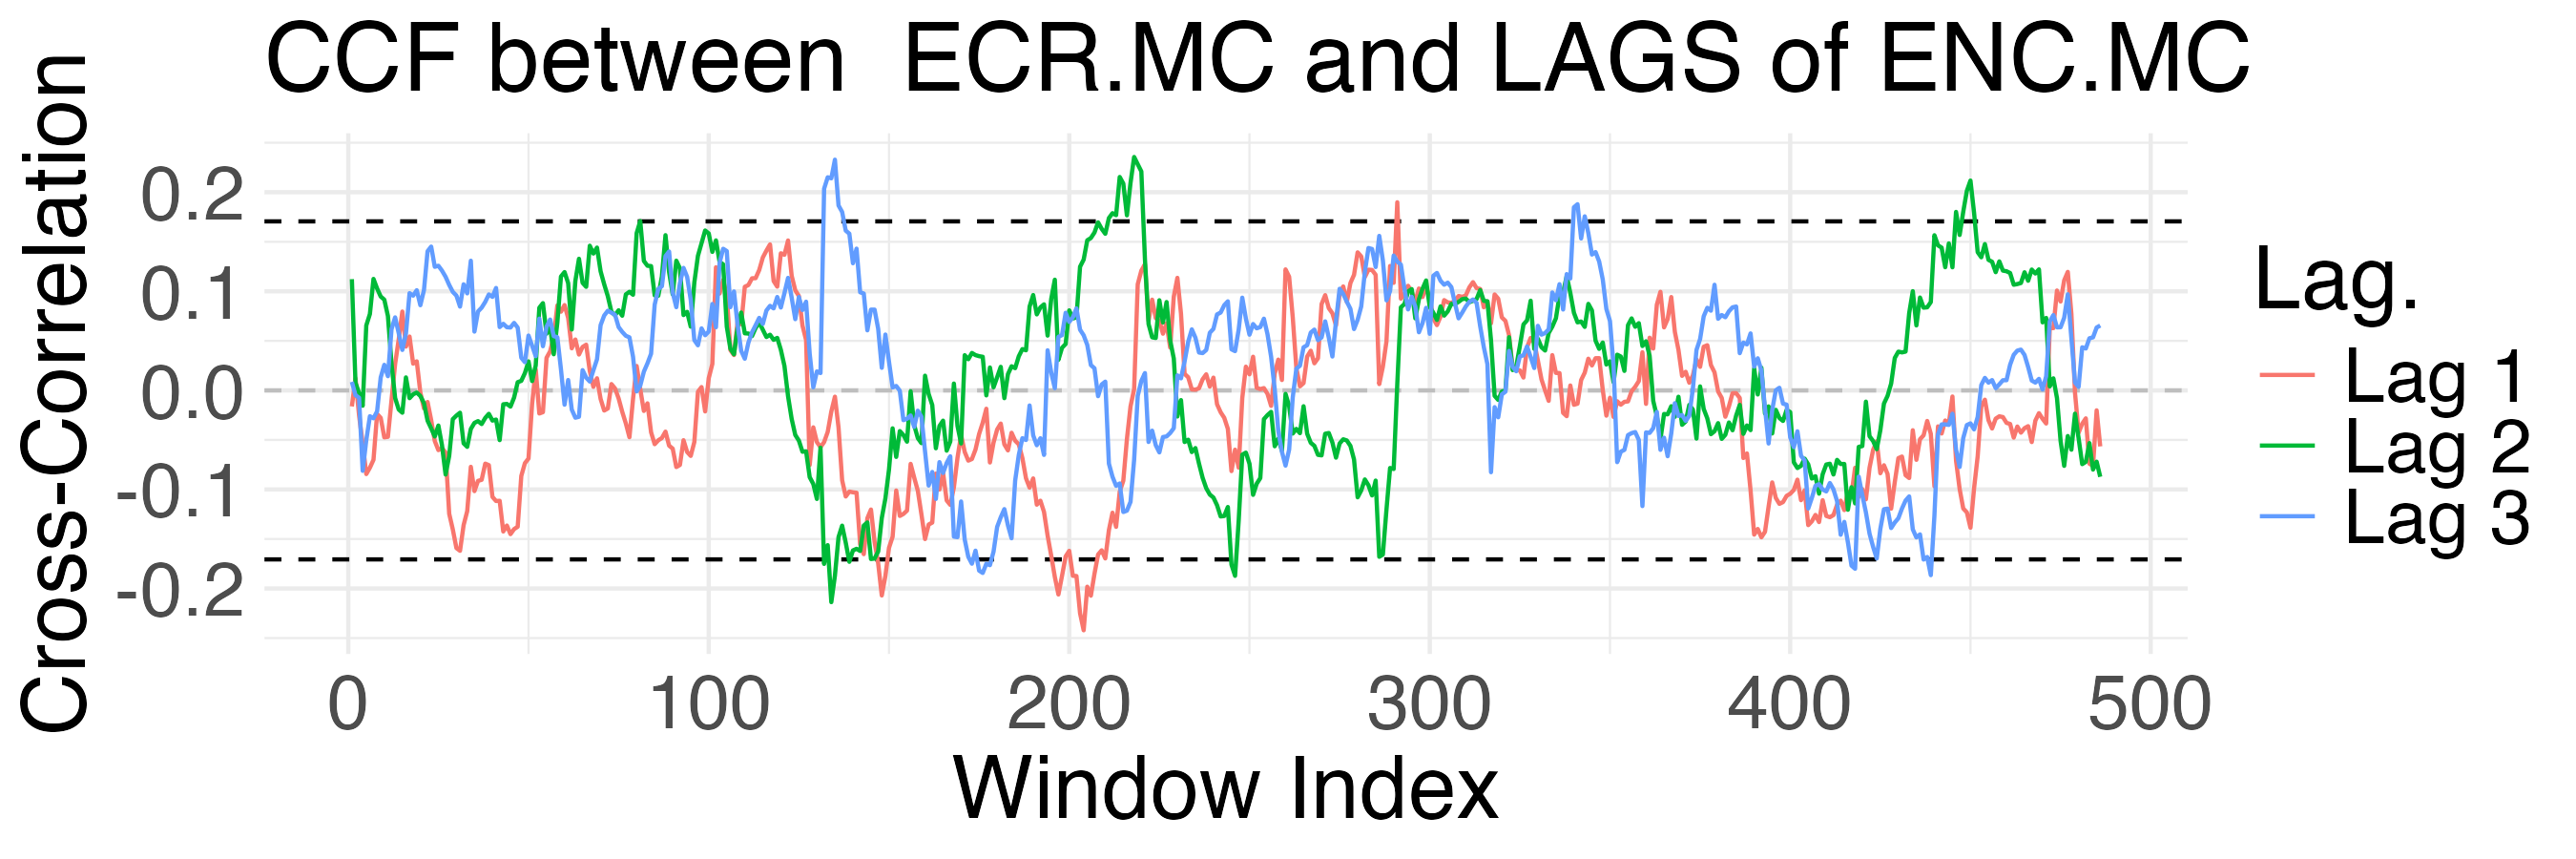 CCF between  ECR.MC and LAGS of ENC.MC
Cross-Correlation
0.2
0.1
0.0
-0.1
-0.2
0 100 200 300 400 500
Window Index
Lag.
Lag 1
Lag 2
Lag 3